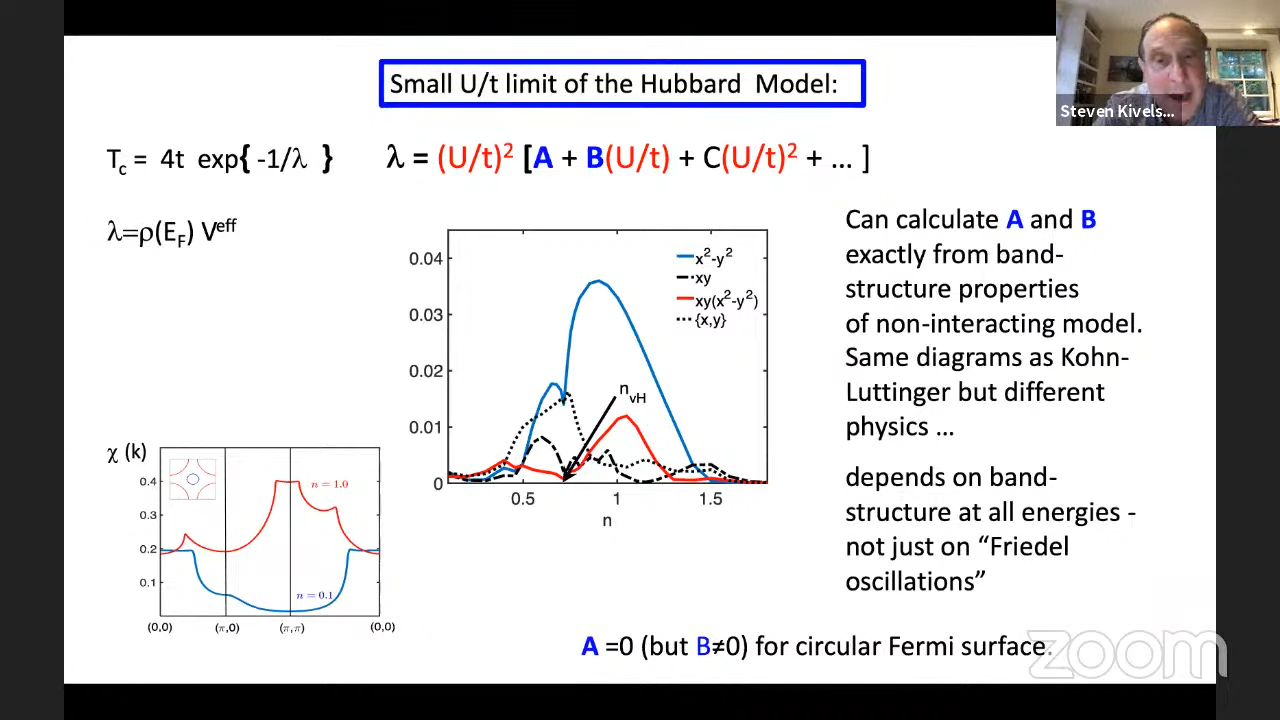 Steven Kivels...
Small U/t limit of the Hubbard Model:
T_c = 4t exp{ -1/λ } λ = (U/t)² [A + B(U/t) + C(U/t)² + ... ]
λ=ρ(E_F) V^eff
Can calculate A and B
exactly from band-
structure properties
of non-interacting model.
Same diagrams as Kohn-
Luttinger but different
physics ...
depends on band-
structure at all energies -
not just on “Friedel
oscillations”
0.04
0.03
0.02
0.01
0
0.5 1 1.5
n
x²-y²
xy
xy(x²-y²)
{x,y}
n_vH
χ (k)
0.4
0.3
0.2
0.1
n = 1.0
n = 0.1
(0,0) (π,0) (π,π) (0,0)
A =0 (but B≠0) for circular Fermi surface.
zoom